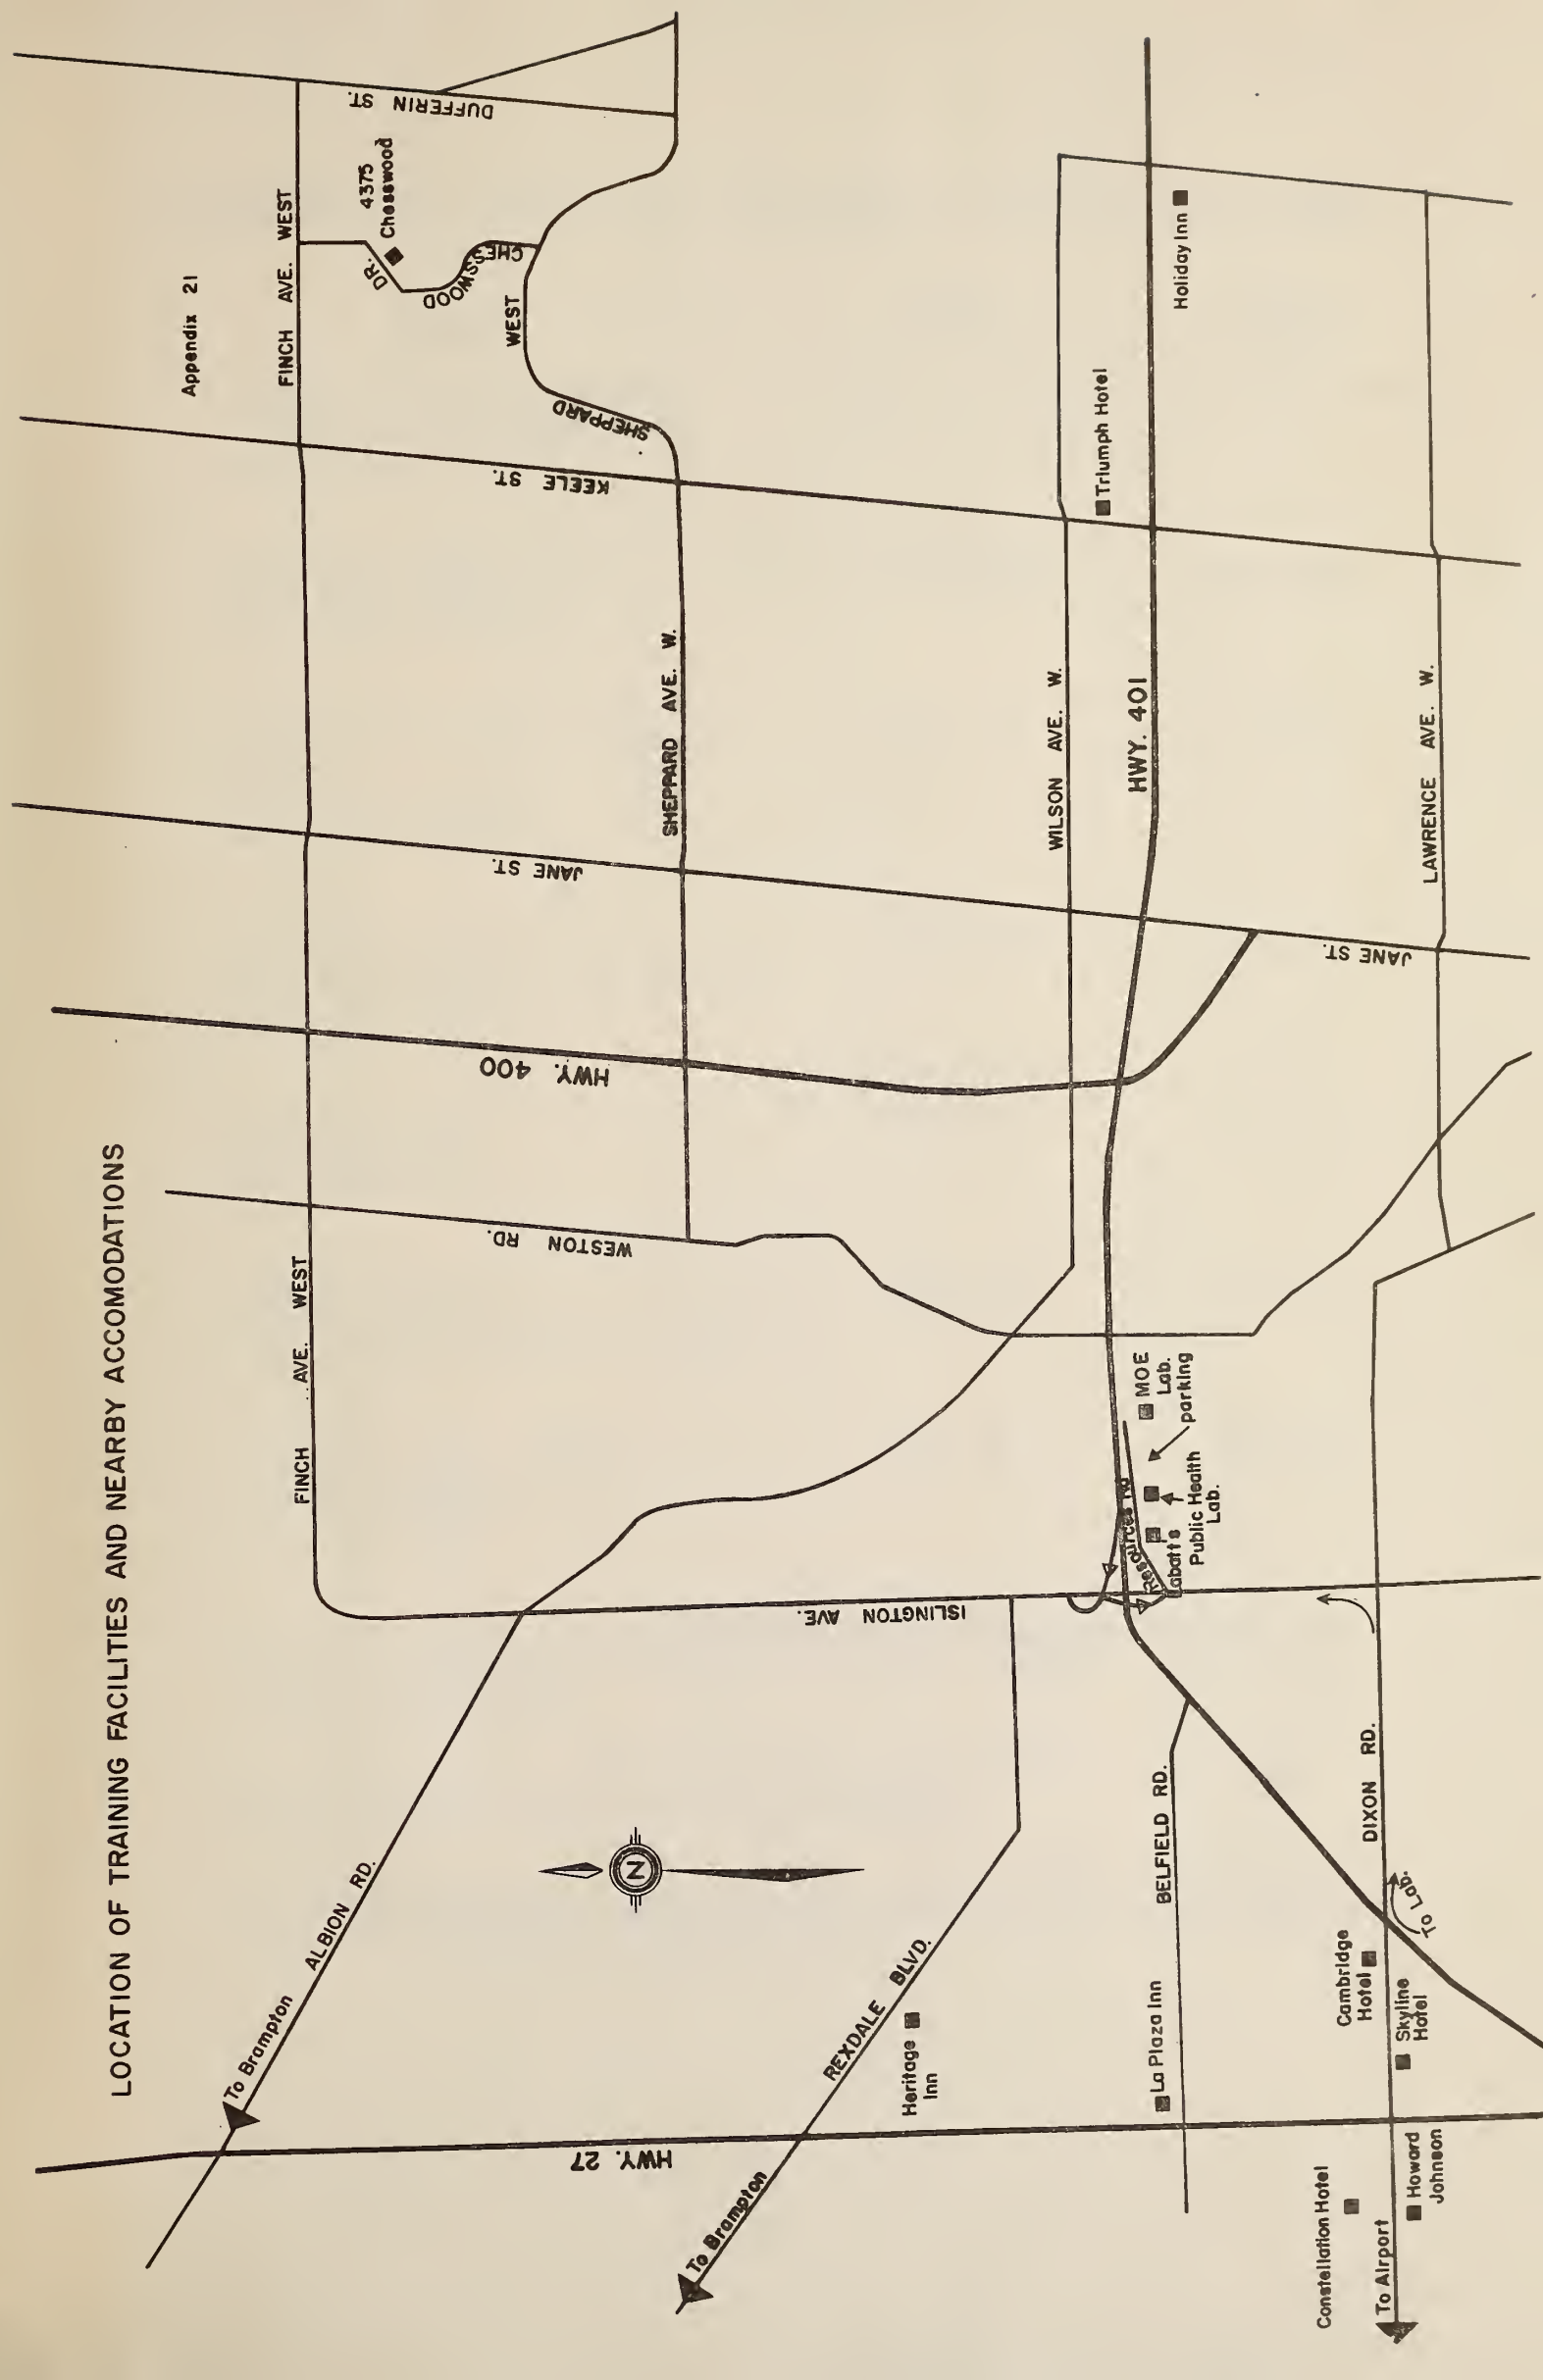 LOCATION OF TRAINING FACILITIES AND NEARBY ACCOMODATIONS
Appendix 21
FINCH AVE. WEST
FINCH AVE. WEST
DUFFERIN ST.
4375
Chesswood
CHESSWOOD DR.
SHEPPARD WEST
KEELE ST.
SHEPPARD AVE. W.
JANE ST.
HWY. 400
WESTON RD.
ALBION RD.
To Brampton
HWY. 27
To Brampton
REXDALE BLVD.
Heritage
Inn
N
ISLINGTON AVE.
WILSON AVE. W.
HWY. 401
Triumph Hotel
Holiday Inn
LAWRENCE AVE. W.
JANE ST.
MOE
Lab.
parking
Public Health
Lab.
Labatt's
Resources Rd
BELFIELD RD.
La Plaza Inn
DIXON RD.
To Lab.
Cambridge
Hotel
Skyline
Hotel
Constellation Hotel
Howard
Johnson
To Airport